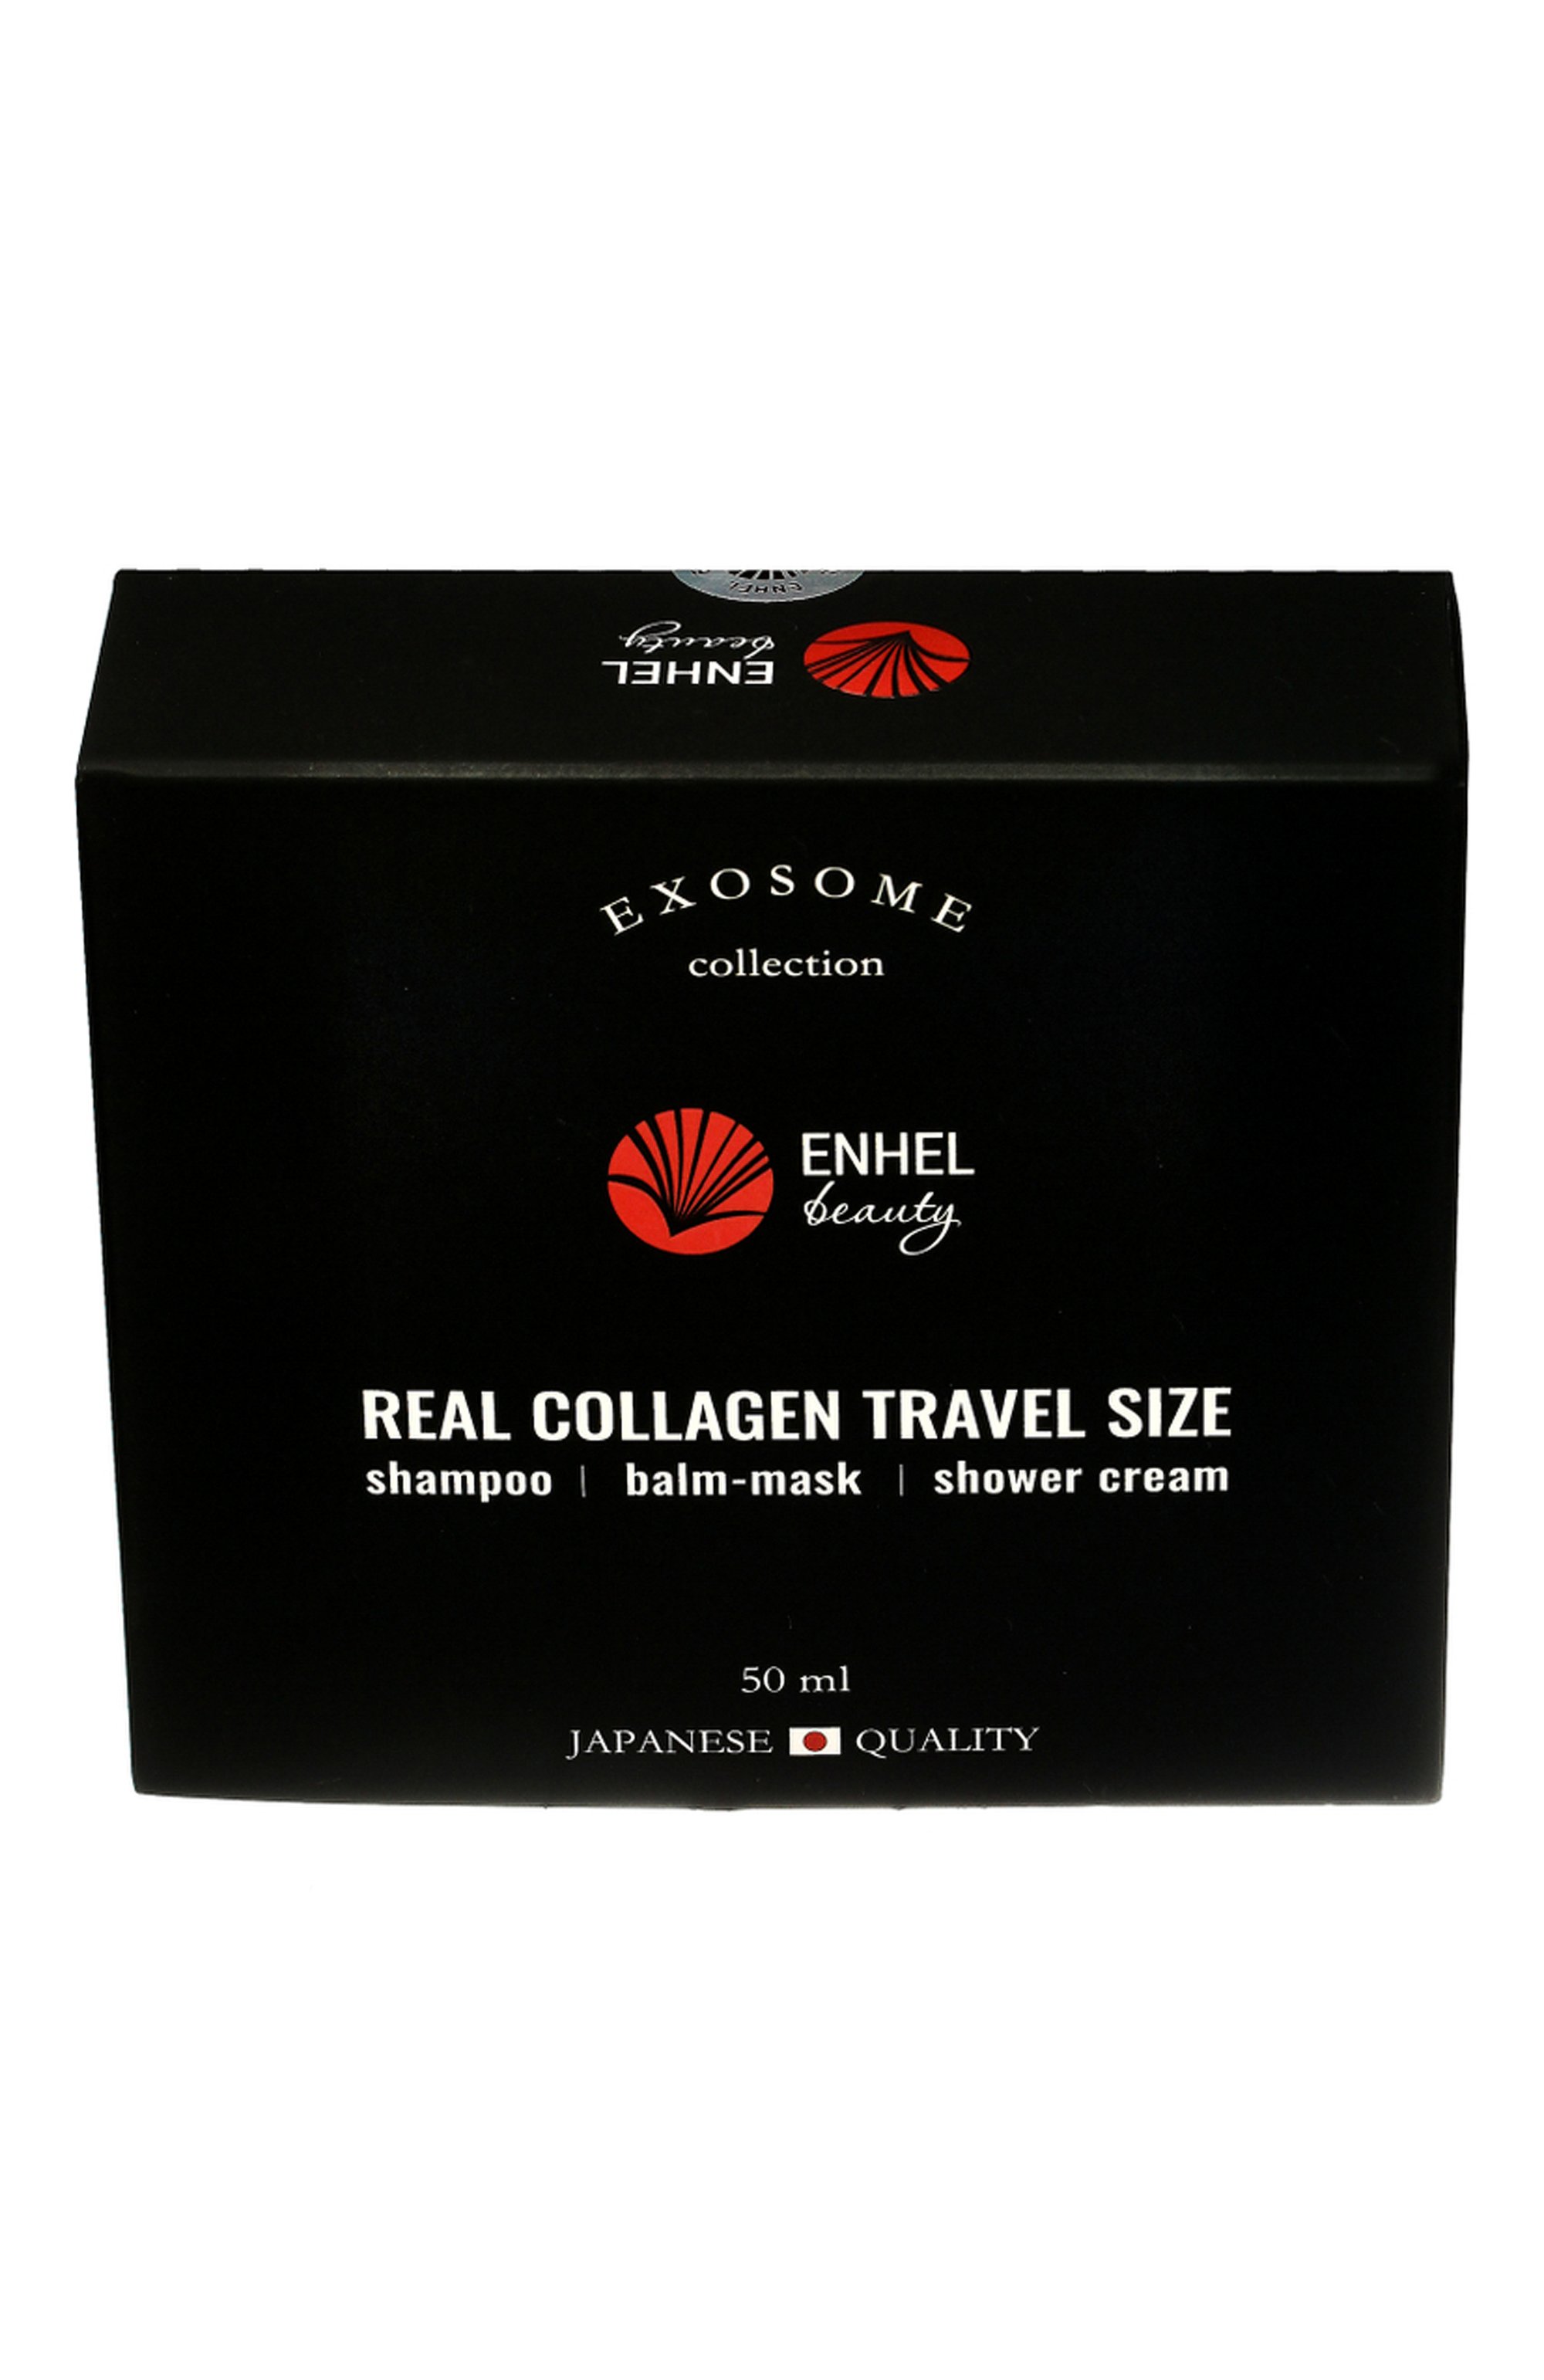 ENHEL
ENHEL
beauty
EXOSOME
collection
ENHEL
beauty
REAL COLLAGEN TRAVEL SIZE
shampoo | balm-mask | shower cream
50 ml
JAPANESE QUALITY